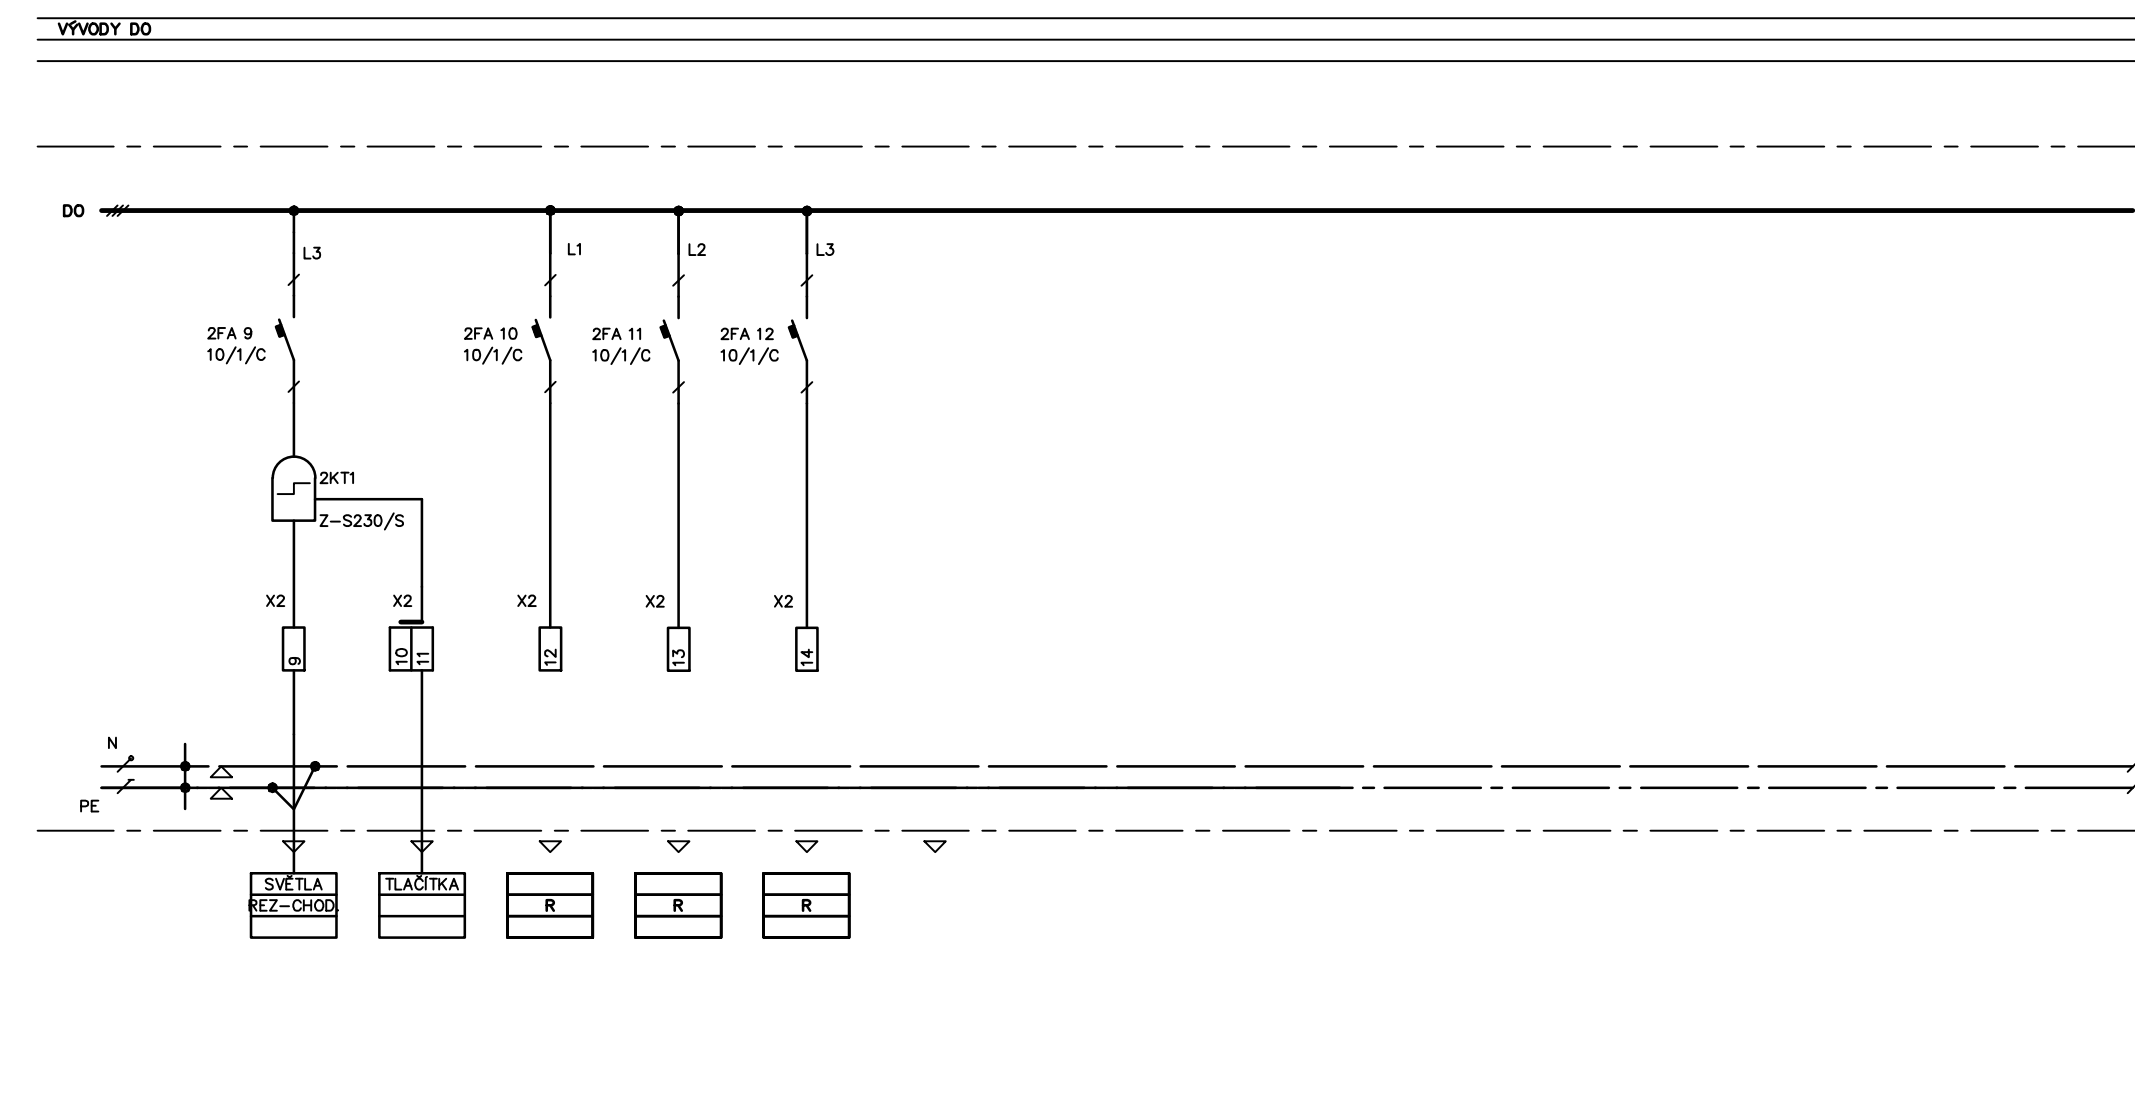 VÝVODY DO
DO
L3
L1
L2
L3
2FA 9
10/1/C
2FA 10
10/1/C
2FA 11
10/1/C
2FA 12
10/1/C
2KT1
Z-S230/S
X2
X2
X2
X2
X2
9
10
11
12
13
14
N
PE
SVĚTLA
REZ-CHOD.
TLAČÍTKA
R
R
R